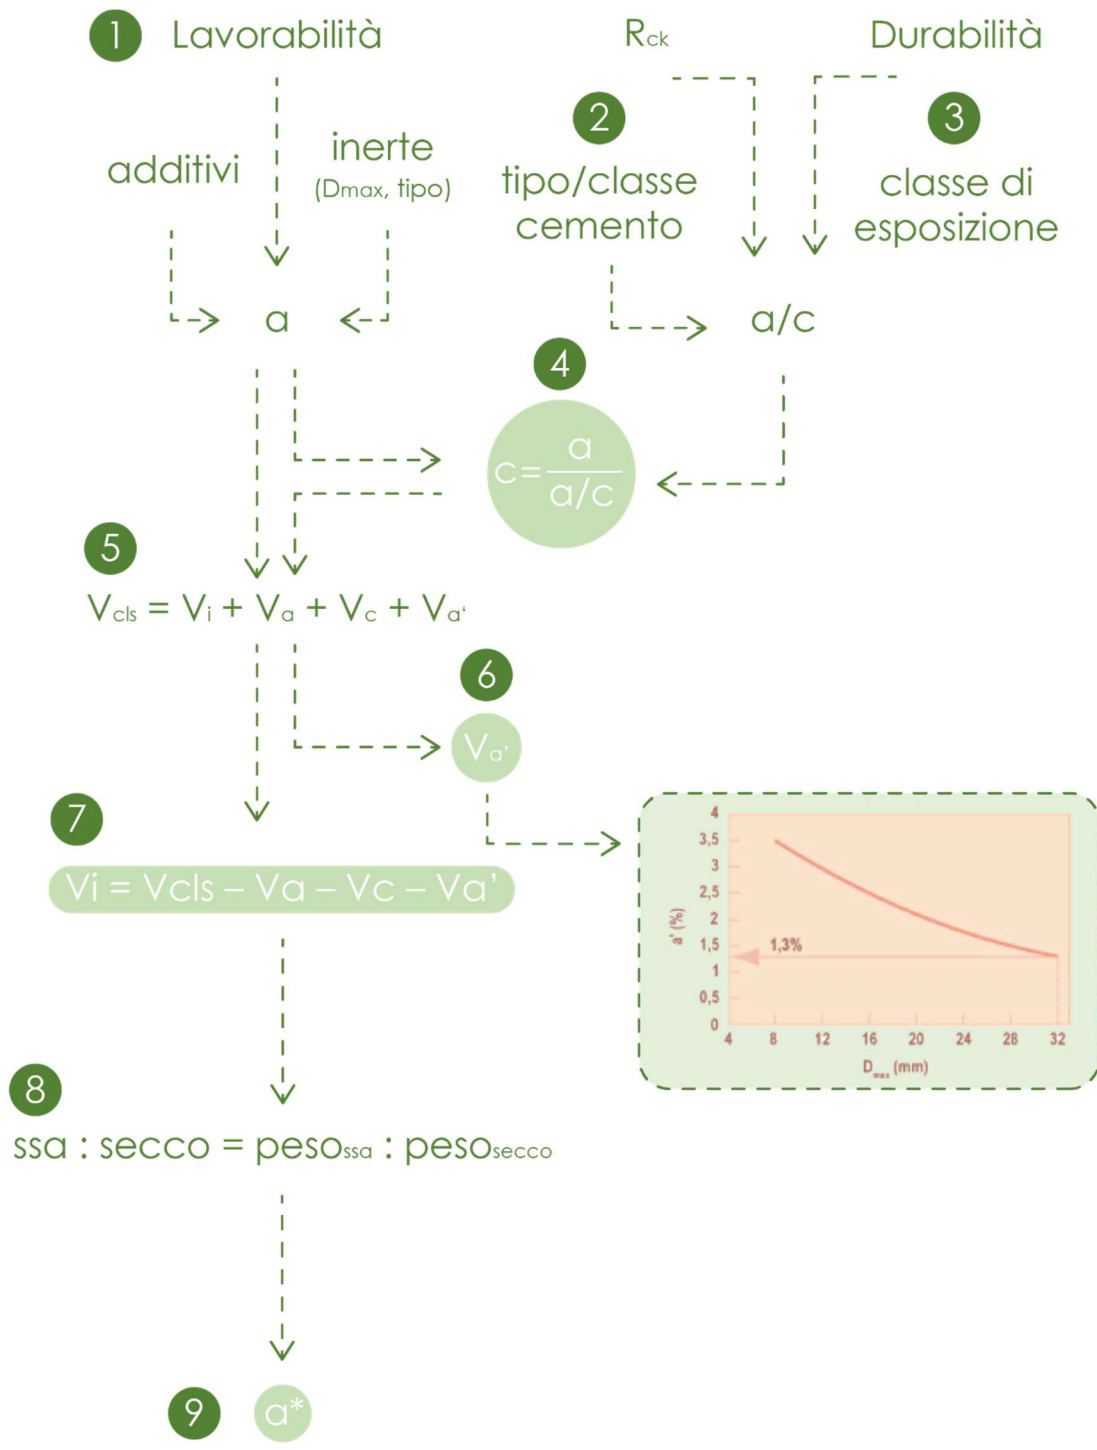 1 Lavorabilità
Rck
Durabilità
additivi
inerte
(Dmax, tipo)
2
tipo/classe
cemento
3
classe di
esposizione
a
a/c
4
c = a
a/c
5
Vcls = Vi + Va + Vc + Va'
6
Va'
7
Vi = Vcls – Va – Vc – Va'
4
3,5
3
2,5
2
1,5
1
0,5
0
a' (%)
1,3%
4 8 12 16 20 24 28 32
Dmax (mm)
8
ssa : secco = pesossa : pesosecco
9 a*